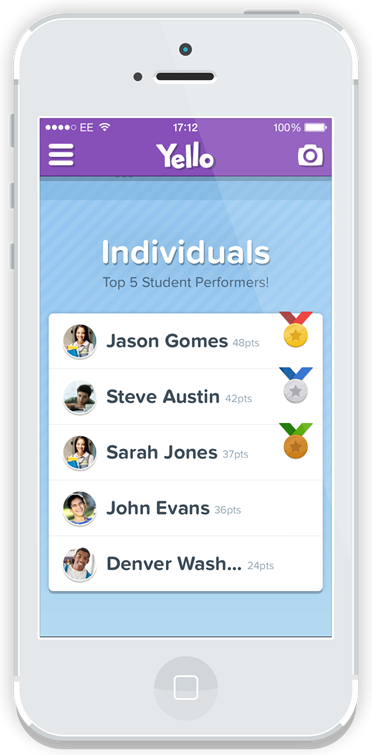 EE 17:12 100%
Yello
Individuals
Top 5 Student Performers!
Jason Gomes 48pts
Steve Austin 42pts
Sarah Jones 37pts
John Evans 36pts
Denver Wash... 24pts